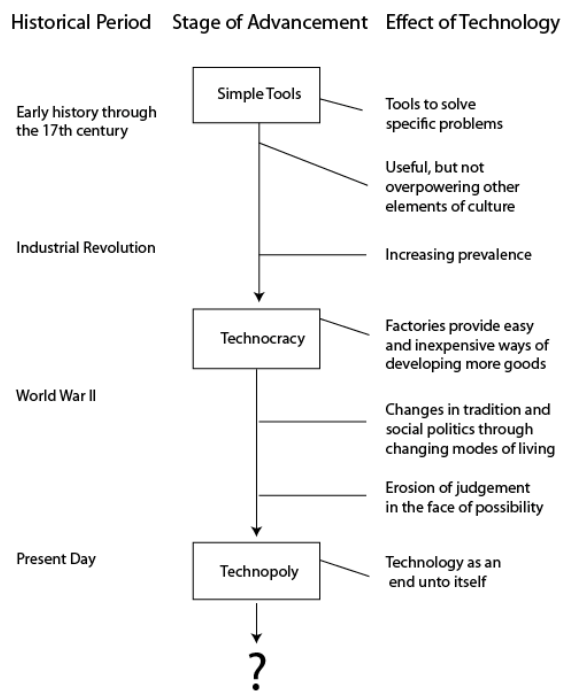 Historical Period Stage of Advancement Effect of Technology
Simple Tools
Early history through
the 17th century
Tools to solve
specific problems
Useful, but not
overpowering other
elements of culture
Industrial Revolution
Increasing prevalence
Technocracy
Factories provide easy
and inexpensive ways of
developing more goods
World War II
Changes in tradition and
social politics through
changing modes of living
Erosion of judgement
in the face of possibility
Present Day
Technopoly
Technology as an
end unto itself
?